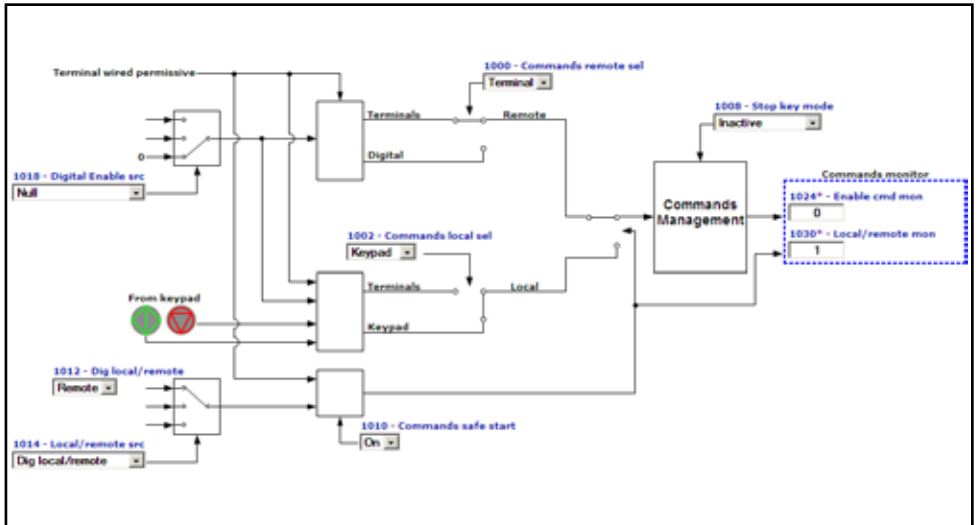 Terminal wired permissive
1000 - Commands remote sel
Terminal
Terminals
Remote
Digital
0
1018 - Digital Enable src
Null
1008 - Stop key mode
Inactive
Commands Management
Commands monitor
1024* - Enable cmd mon
0
1030* - Local/remote mon
1
1002 - Commands local sel
Keypad
Terminals
Local
Keypad
From keypad
1012 - Dig local/remote
Remote
1014 - Local/remote src
Dig local/remote
1010 - Commands safe start
On